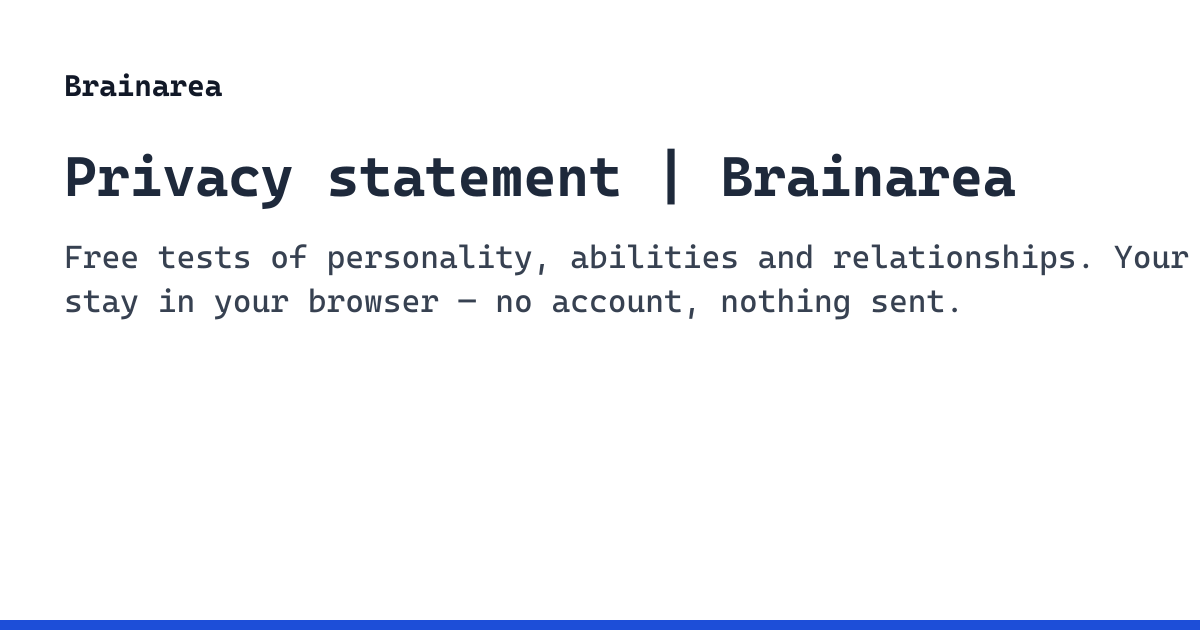 Brainarea
Privacy statement | Brainarea
Free tests of personality, abilities and relationships. Your
stay in your browser — no account, nothing sent.